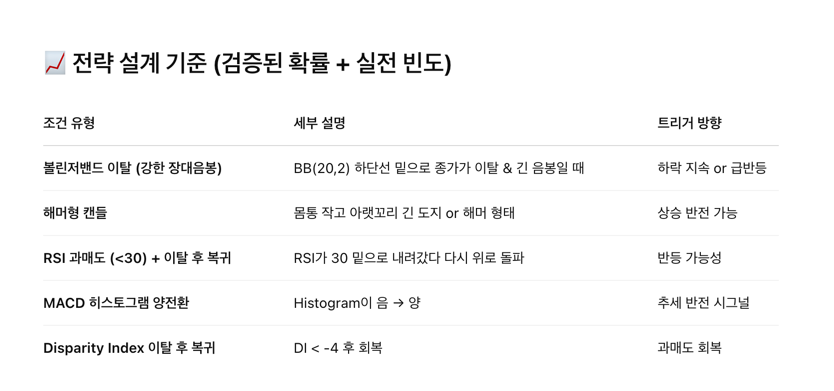 📈 전략 설계 기준 (검증된 확률 + 실전 빈도)
조건 유형 세부 설명 트리거 방향
볼린저밴드 이탈 (강한 장대음봉) BB(20,2) 하단선 밑으로 종가가 이탈 & 긴 음봉일 때 하락 지속 or 급반등
해머형 캔들 몸통 작고 아랫꼬리 긴 도지 or 해머 형태 상승 반전 가능
RSI 과매도 (<30) + 이탈 후 복귀 RSI가 30 밑으로 내려갔다 다시 위로 돌파 반등 가능성
MACD 히스토그램 양전환 Histogram이 음 → 양 추세 반전 시그널
Disparity Index 이탈 후 복귀 DI < -4 후 회복 과매도 회복